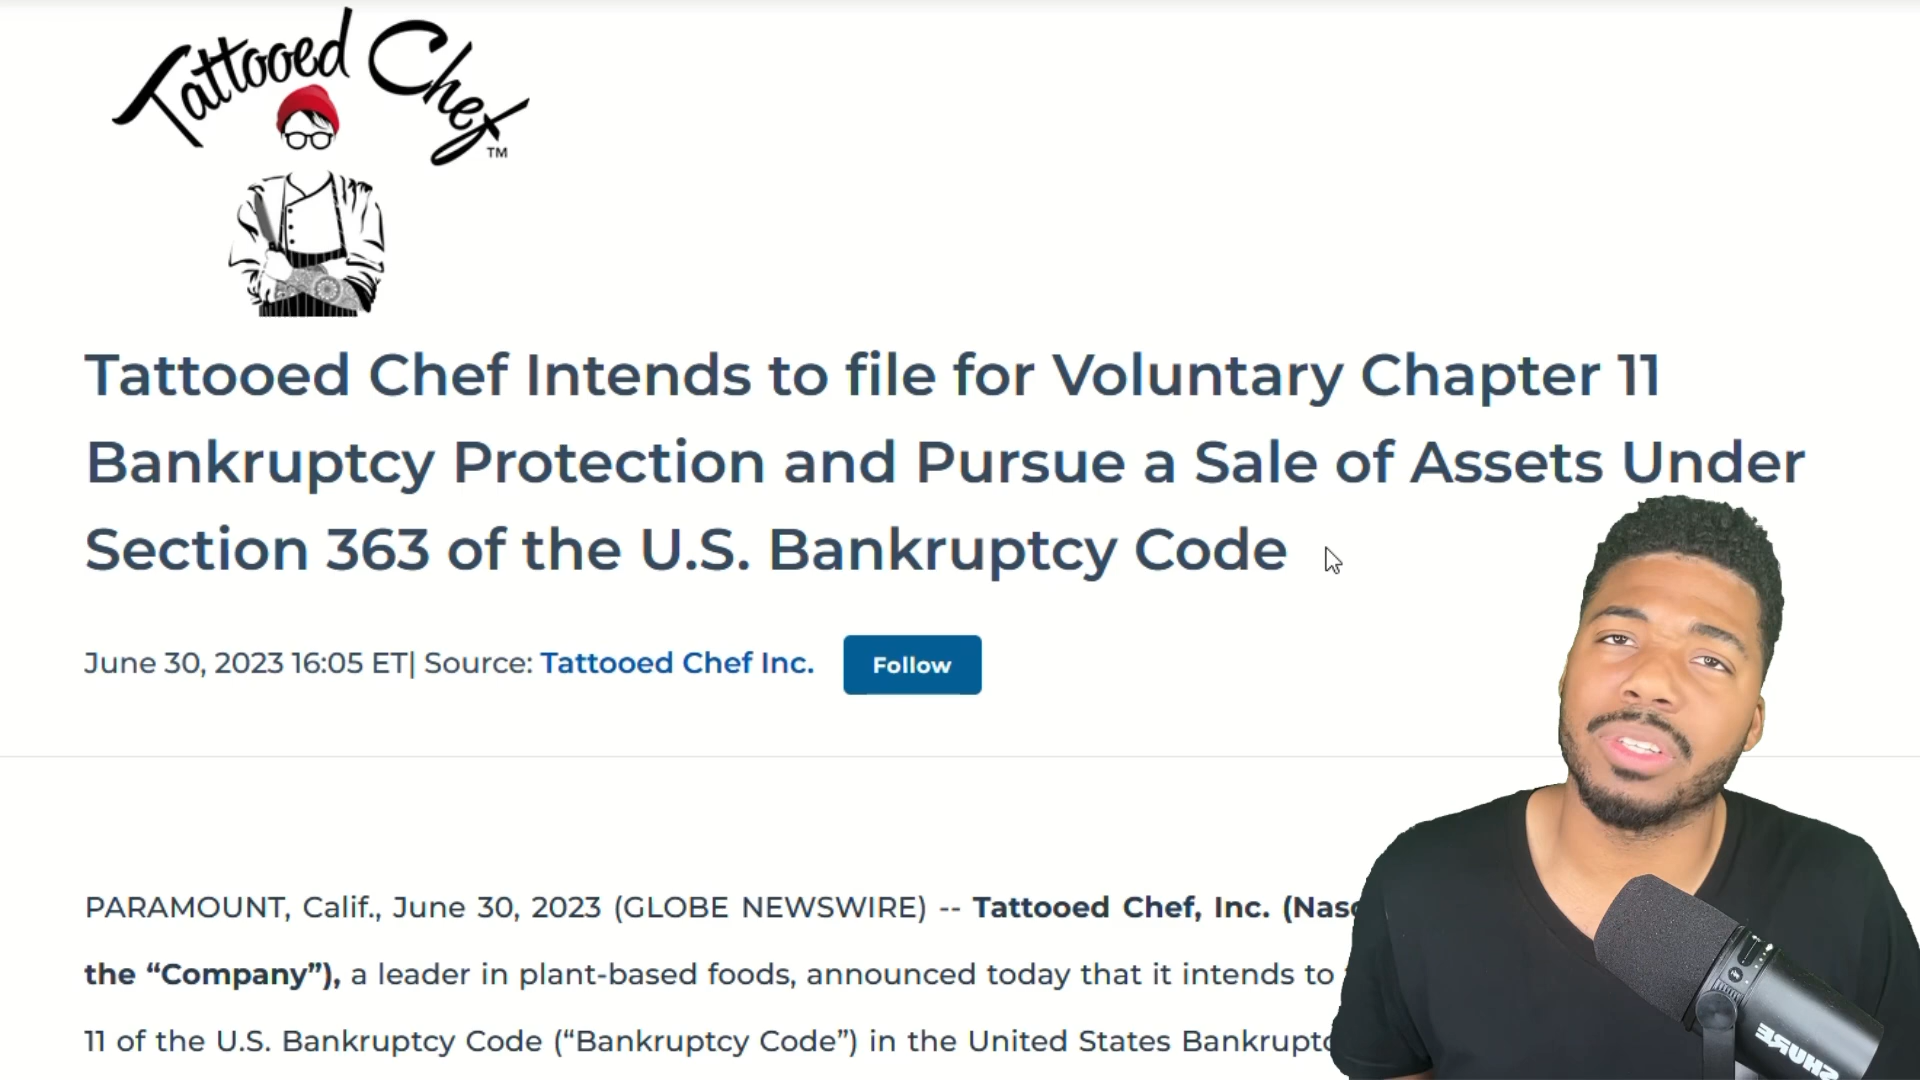 Tattooed Chef
TM
Tattooed Chef Intends to file for Voluntary Chapter 11
Bankruptcy Protection and Pursue a Sale of Assets Under
Section 363 of the U.S. Bankruptcy Code
June 30, 2023 16:05 ET| Source: Tattooed Chef Inc.
Follow
PARAMOUNT, Calif., June 30, 2023 (GLOBE NEWSWIRE) -- Tattooed Chef, Inc.
the “Company”), a leader in plant-based foods, announced today that it intends to
11 of the U.S. Bankruptcy Code (“Bankruptcy Code”) in the United States
SHURE